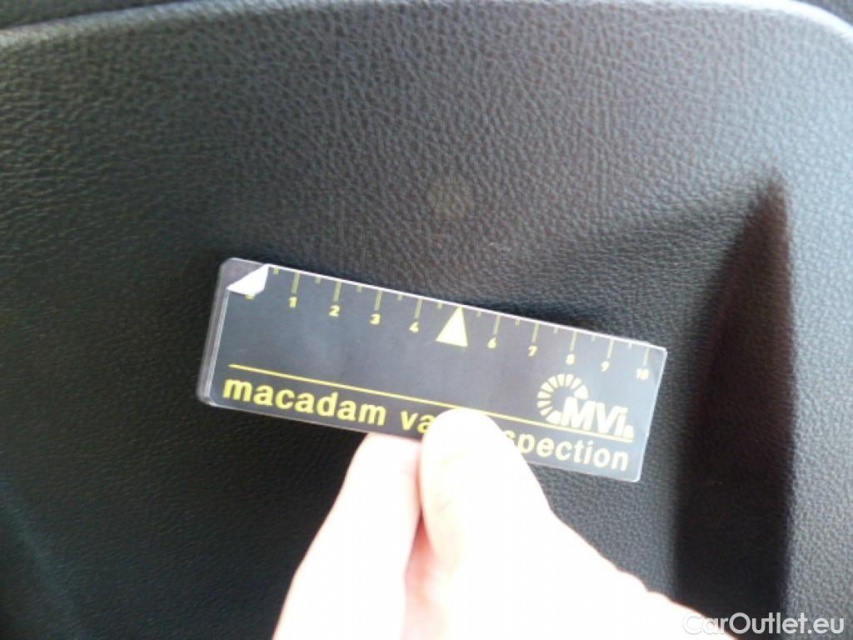 1 2 3 4 6 7 8 9 10
MVi
macadam va spection
CarOutlet.eu